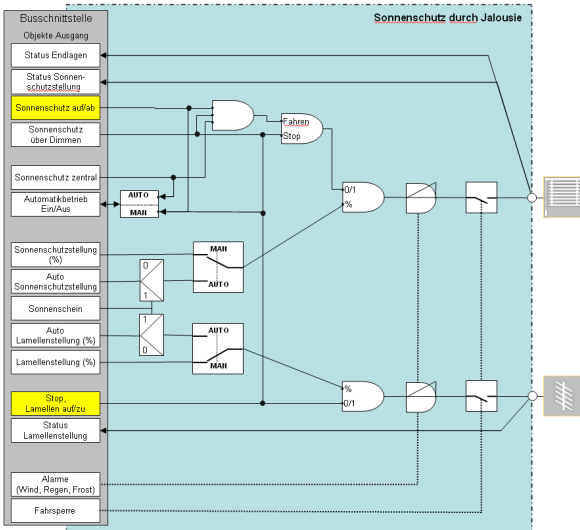 Busschnittstelle
Sonnenschutz durch Jalousie
Objekte Ausgang
Status Endlagen
Status Sonnen-
schutzstellung
Sonnenschutz auf/ab
Sonnenschutz
über Dimmen
Fahren
Stop
Sonnenschutz zentral
Automatikbetrieb
Ein/Aus
AUTO
MAN
0/1
%
Sonnenschutzstellung
(%)
Auto
Sonnenschutzstellung
MAN
AUTO
0
1
Sonnenschein
Auto
Lamellenstellung (%)
1
0
AUTO
MAN
Lamellenstellung (%)
Stop,
Lamellen auf/zu
%
0/1
Status
Lamellenstellung
Alarme
(Wind, Regen, Frost)
Fahrsperre